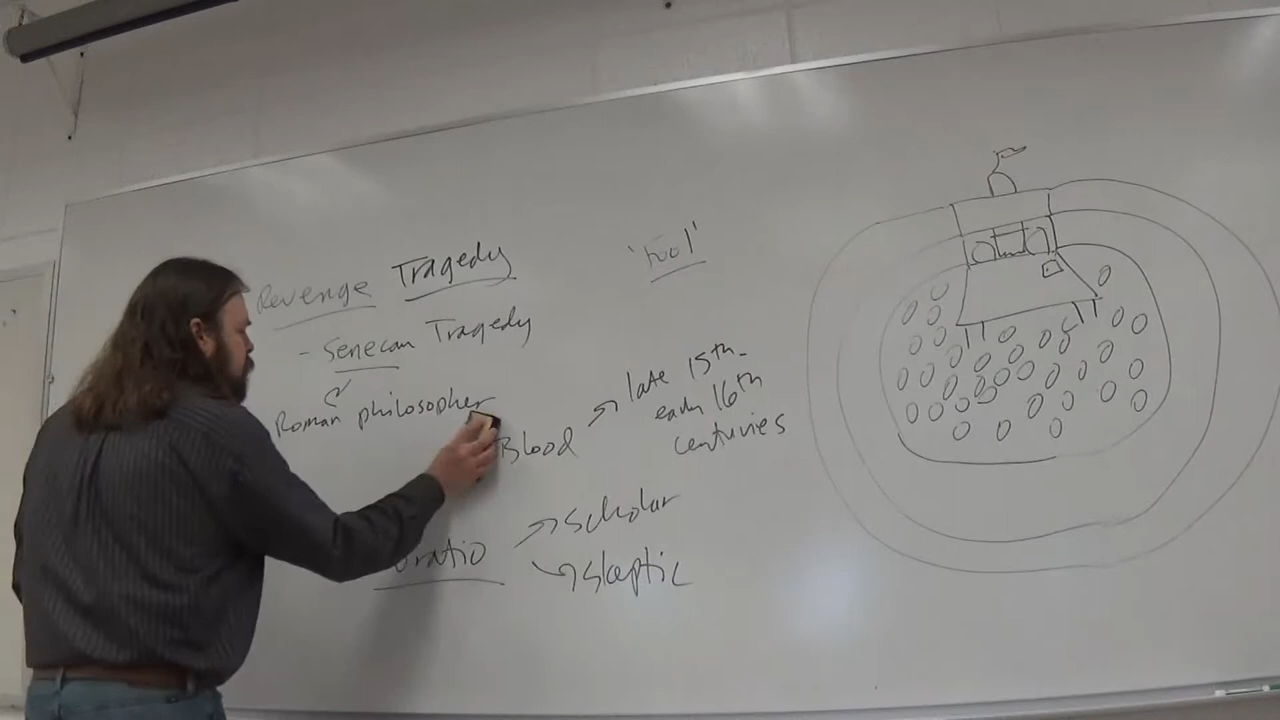 Revenge Tragedy
'fool'
- Senecan Tragedy
Roman philosopher
Blood
late 15th -
early 16th
centuries
oratio
scholar
skeptic